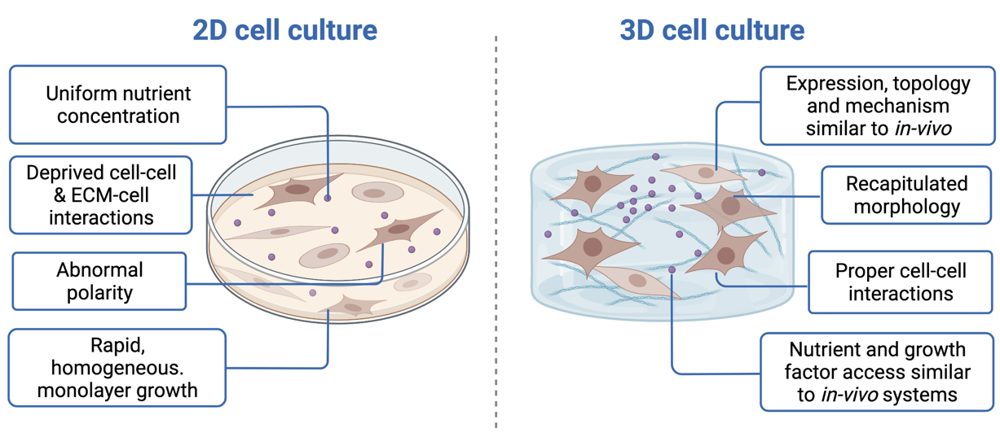 2D cell culture
Uniform nutrient
concentration
Deprived cell-cell
& ECM-cell
interactions
Abnormal
polarity
Rapid,
homogeneous.
monolayer growth
3D cell culture
Expression, topology
and mechanism
similar to in-vivo
Recapitulated
morphology
Proper cell-cell
interactions
Nutrient and growth
factor access similar
to in-vivo systems